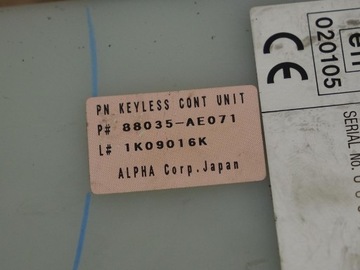 PN KEYLESS CONT UNIT
P# 88035-AE071
L# 1K09016K
ALPHA Corp.Japan
CE
020105
SERIAL NO.